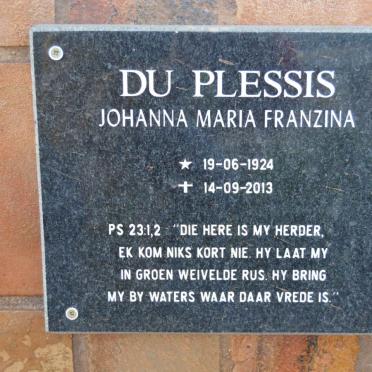 DU PLESSIS
JOHANNA MARIA FRANZINA
★ 19-06-1924
✝ 14-09-2013
PS 23:1,2 "DIE HERE IS MY HERDER,
EK KOM NIKS KORT NIE. HY LAAT MY
IN GROEN WEIVELDE RUS. HY BRING
MY BY WATERS WAAR DAAR VREDE IS."